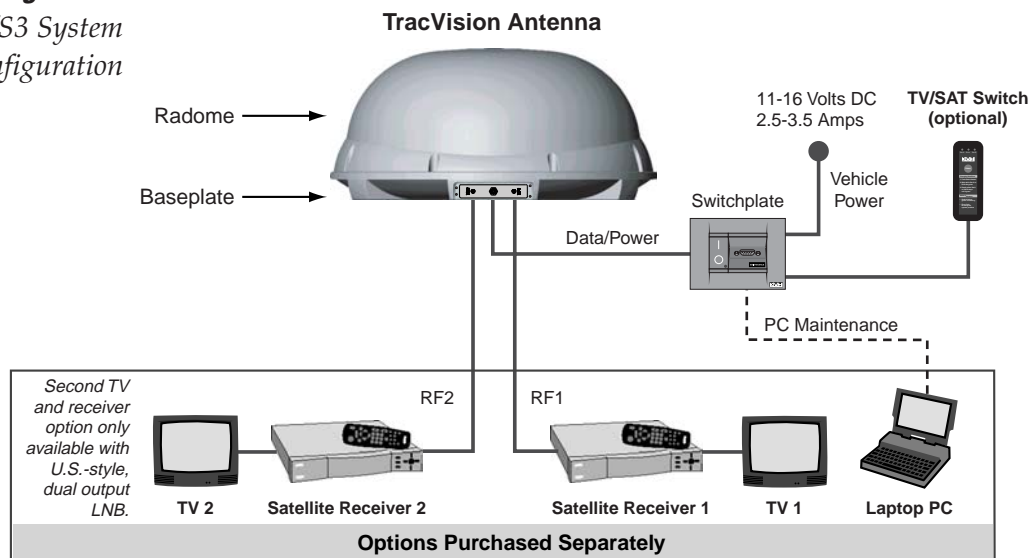 S3 System
TracVision Antenna
Radome
Baseplate
11-16 Volts DC
2.5-3.5 Amps
TV/SAT Switch
(optional)
Vehicle
Power
Switchplate
Data/Power
I
O
PC Maintenance
Second TV
and receiver
option only
available with
U.S.-style,
dual output
LNB.
RF2
RF1
TV 2
Satellite Receiver 2
Satellite Receiver 1
TV 1
Laptop PC
Options Purchased Separately